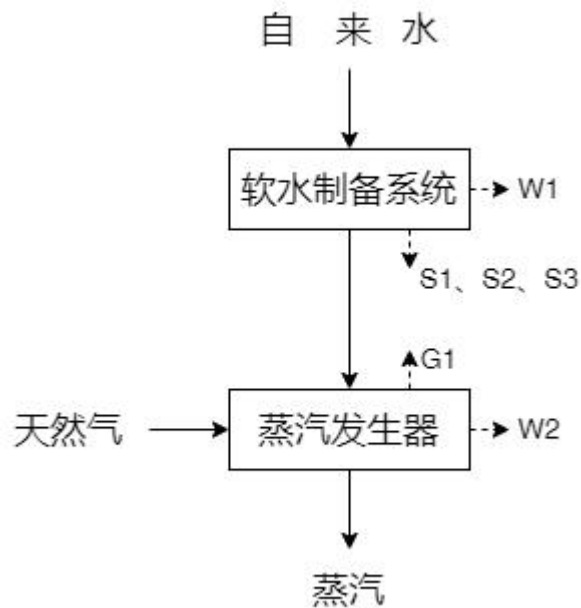 自 来 水
软水制备系统
W1
S1、S2、S3
G1
天然气
蒸汽发生器
W2
蒸汽